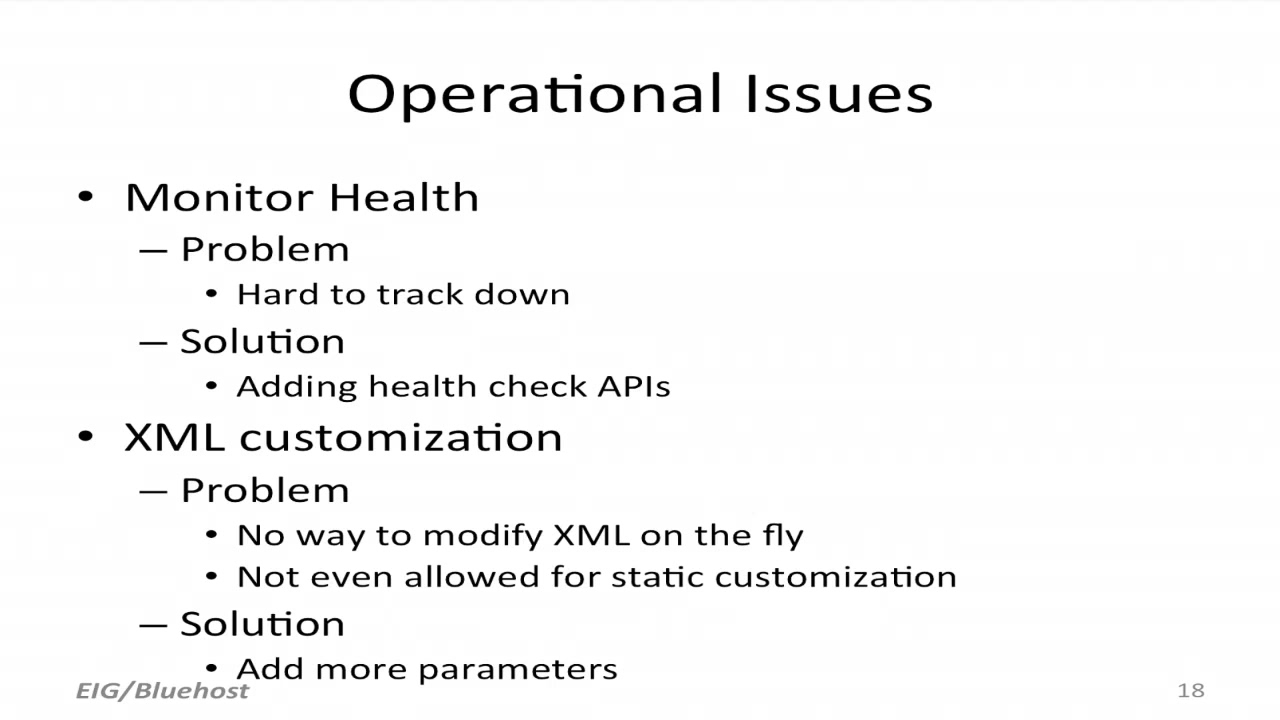 Operational Issues
• Monitor Health
– Problem
• Hard to track down
– Solution
• Adding health check APIs
• XML customization
– Problem
• No way to modify XML on the fly
• Not even allowed for static customization
– Solution
• Add more parameters
EIG/Bluehost
18